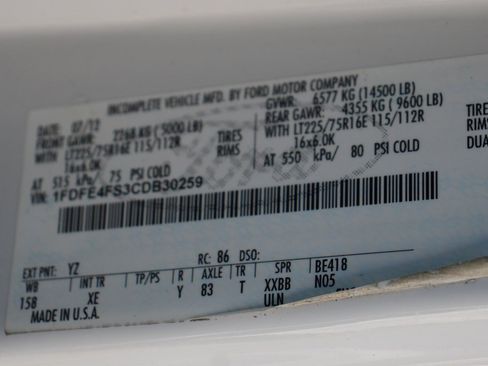 INCOMPLETE VEHICLE MFD. BY FORD MOTOR COMPANY
DATE: 07/12 GVWR: 6577 KG (14500 LB)
FRONT GAWR: 2268 KG (5000 LB) REAR GAWR: 4355 KG (9600 LB)
WITH LT225/75R16E 115/112R TIRES WITH LT225/75R16E 115/112R TIRES
16x6.0K RIMS 16x6.0K RIMS
AT 515 kPa/ 75 PSI COLD AT 550 kPa/ 80 PSI COLD DUAL
VIN: 1FDFE4FS3CDB30259
EXT PNT: YZ RC: 86 DSO:
WB INT TR TP/PS R AXLE TR SPR BE418
158 XE Y 83 T XXBB N05
MADE IN U.S.A. ULN